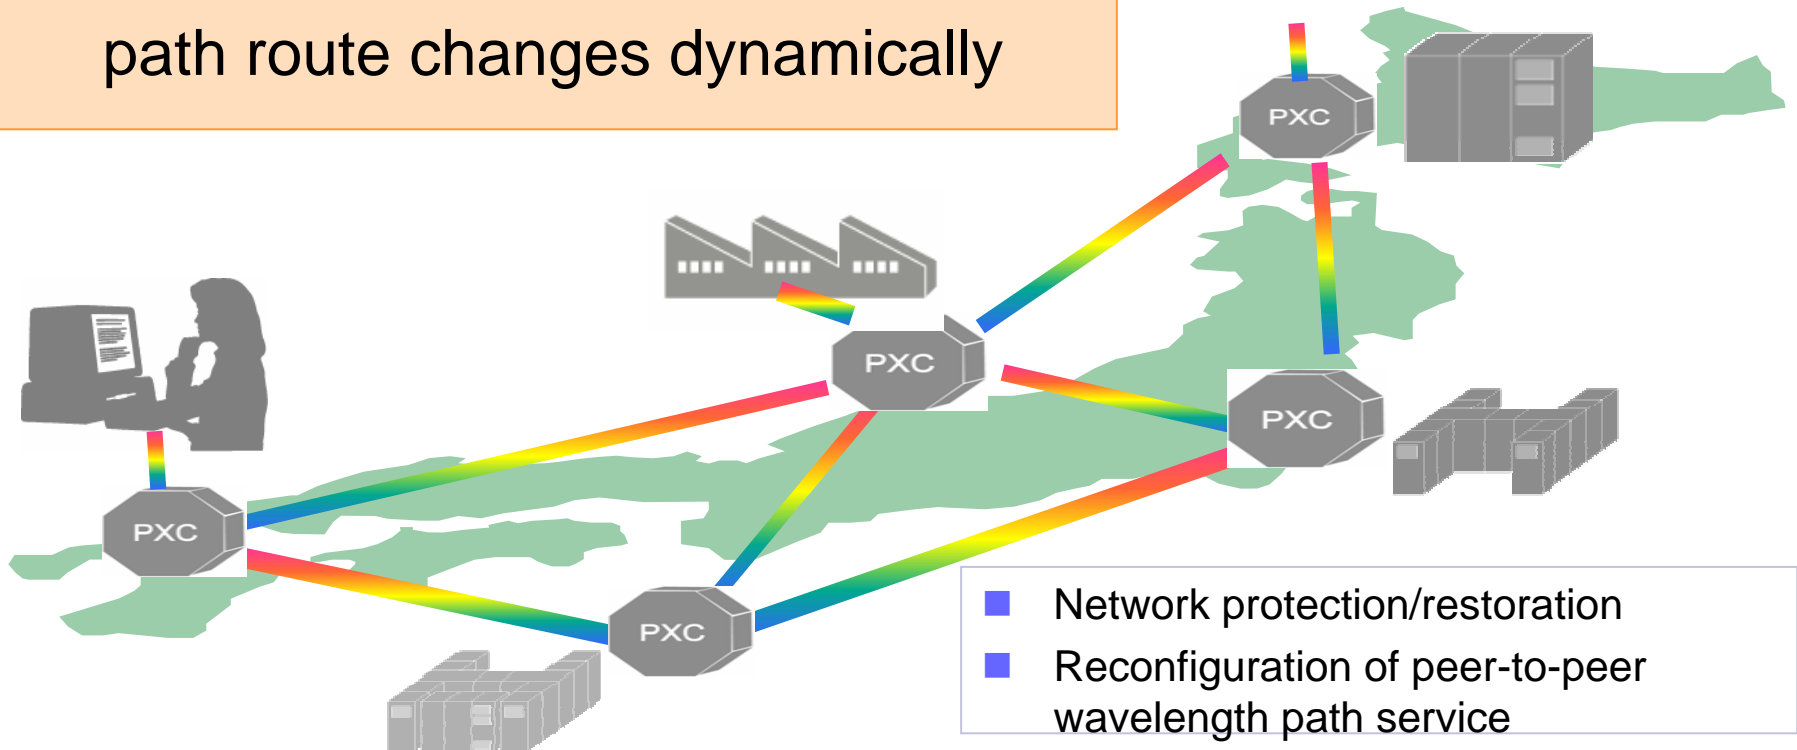 path route changes dynamically
PXC
PXC
PXC
PXC
PXC
Network protection/restoration
Reconfiguration of peer-to-peer
wavelength path service